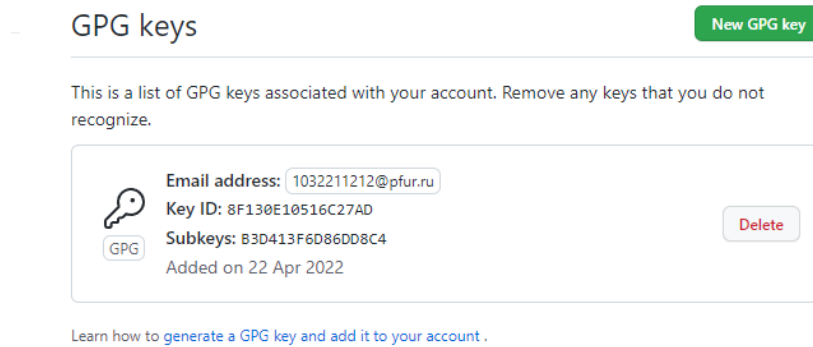 GPG keys
New GPG key
This is a list of GPG keys associated with your account. Remove any keys that you do not
recognize.
Email address: 1032211212@pfur.ru
Key ID: 8F130E10516C27AD
Subkeys: B3D413F6D86DD8C4
Added on 22 Apr 2022
GPG
Delete
Learn how to generate a GPG key and add it to your account .